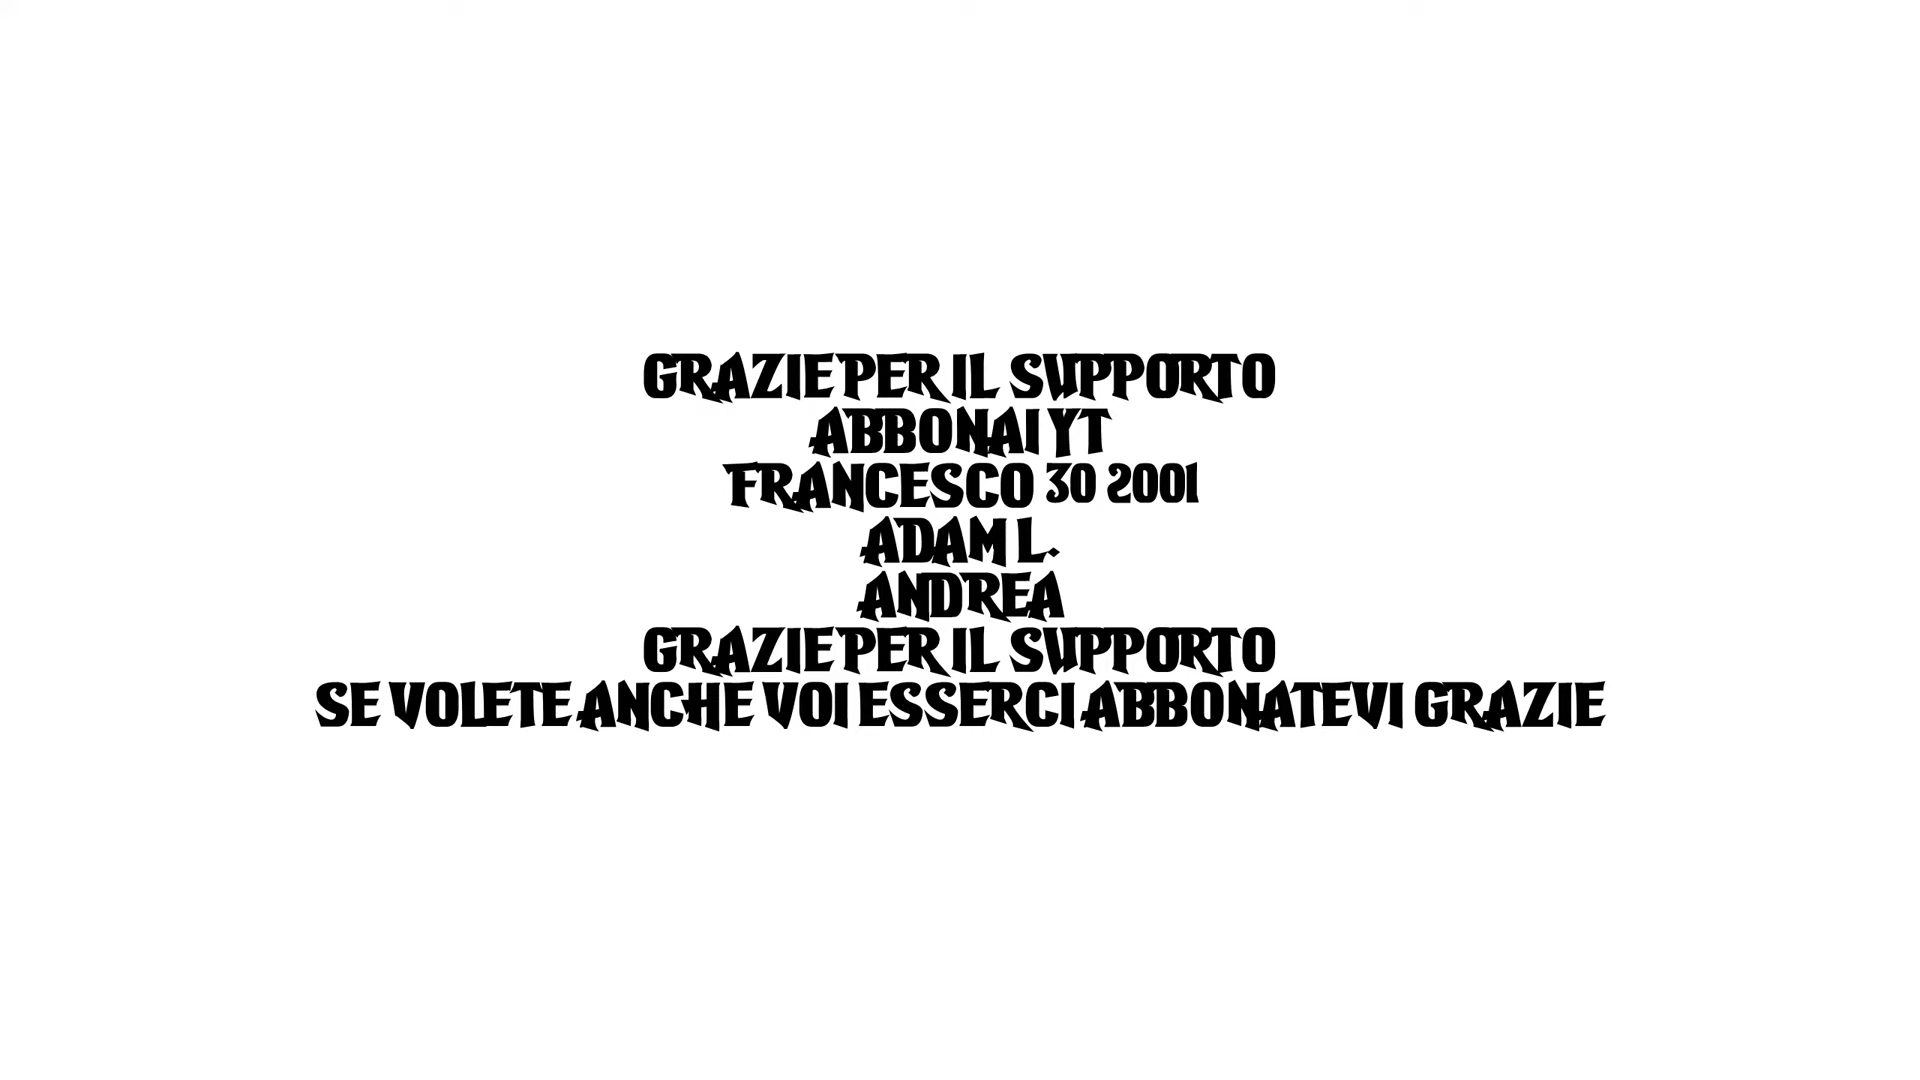 GRAZIE PER IL SUPPORTO
ABBONAI YT
FRANCESCO 30 2001
ADAM L.
ANDREA
GRAZIE PER IL SUPPORTO
SE VOLETE ANCHE VOI ESSERCI ABBONATEVI GRAZIE